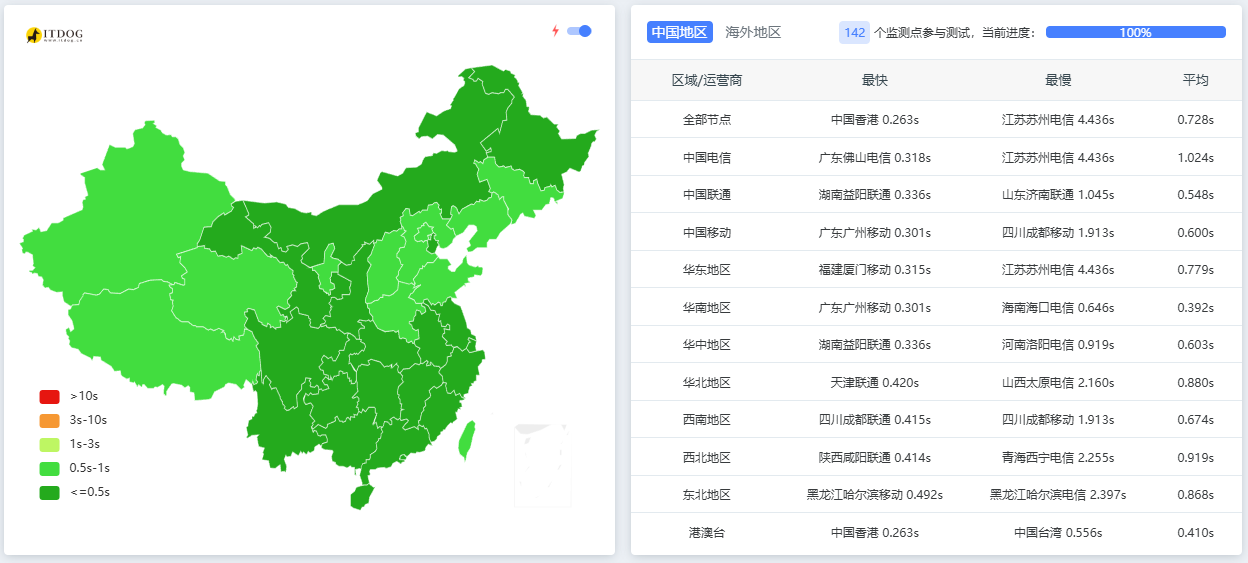 ITDOG
www.itdog.cn
>10s
3s-10s
1s-3s
0.5s-1s
<=0.5s
中国地区 海外地区 142 个监测点参与测试，当前进度： 100%
区域/运营商 最快 最慢 平均
全部节点 中国香港 0.263s 江苏苏州电信 4.436s 0.728s
中国电信 广东佛山电信 0.318s 江苏苏州电信 4.436s 1.024s
中国联通 湖南益阳联通 0.336s 山东济南联通 1.045s 0.548s
中国移动 广东广州移动 0.301s 四川成都移动 1.913s 0.600s
华东地区 福建厦门移动 0.315s 江苏苏州电信 4.436s 0.779s
华南地区 广东广州移动 0.301s 海南海口电信 0.646s 0.392s
华中地区 湖南益阳联通 0.336s 河南洛阳电信 0.919s 0.603s
华北地区 天津联通 0.420s 山西太原电信 2.160s 0.880s
西南地区 四川成都联通 0.415s 四川成都移动 1.913s 0.674s
西北地区 陕西咸阳联通 0.414s 青海西宁电信 2.255s 0.919s
东北地区 黑龙江哈尔滨移动 0.492s 黑龙江哈尔滨电信 2.397s 0.868s
港澳台 中国香港 0.263s 中国台湾 0.556s 0.410s